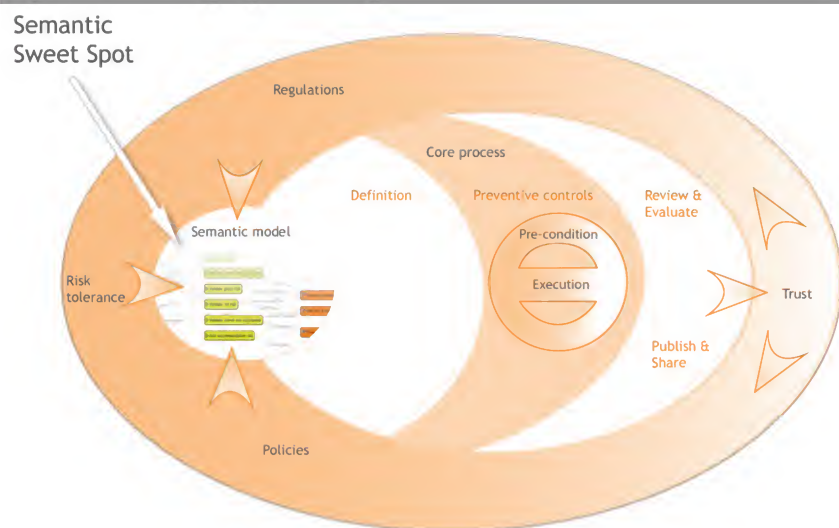 Semantic
Sweet Spot
Regulations
Core process
Definition
Preventive controls
Review &
Evaluate
Semantic model
Pre-condition
Execution
Risk
tolerance
Trust
Publish &
Share
Policies